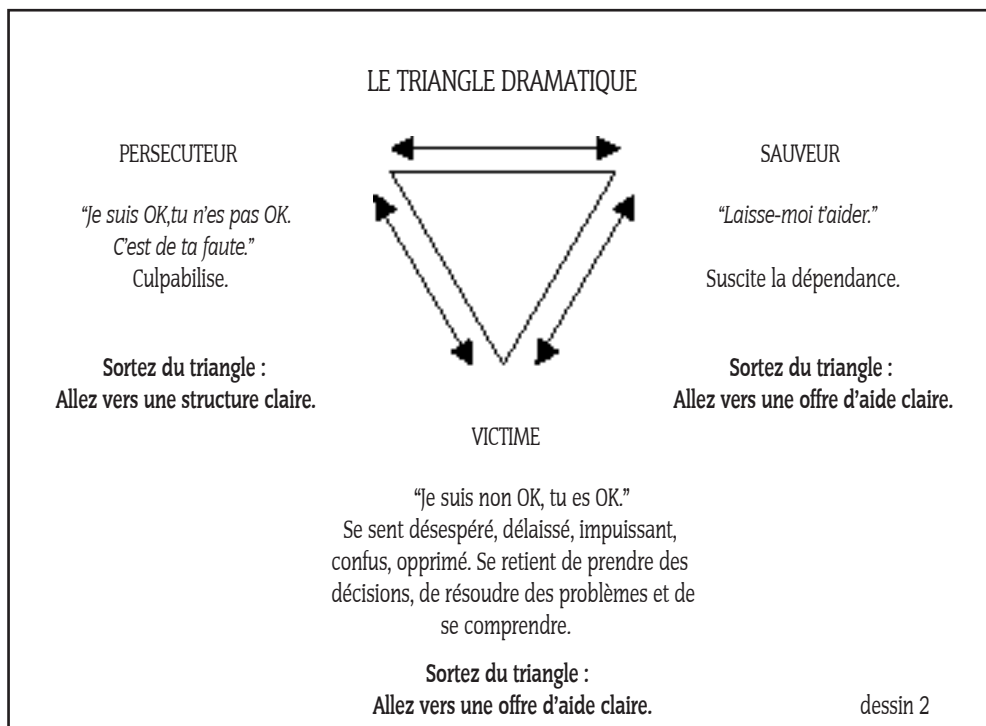 LE TRIANGLE DRAMATIQUE
PERSECUTEUR
“Je suis OK,tu n’es pas OK.
C’est de ta faute.”
Culpabilise.
Sortez du triangle :
Allez vers une structure claire.
SAUVEUR
“Laisse-moi t’aider.”
Suscite la dépendance.
Sortez du triangle :
Allez vers une offre d’aide claire.
VICTIME
“Je suis non OK, tu es OK.”
Se sent désespéré, délaissé, impuissant,
confus, opprimé. Se retient de prendre des
décisions, de résoudre des problèmes et de
se comprendre.
Sortez du triangle :
Allez vers une offre d’aide claire.
dessin 2